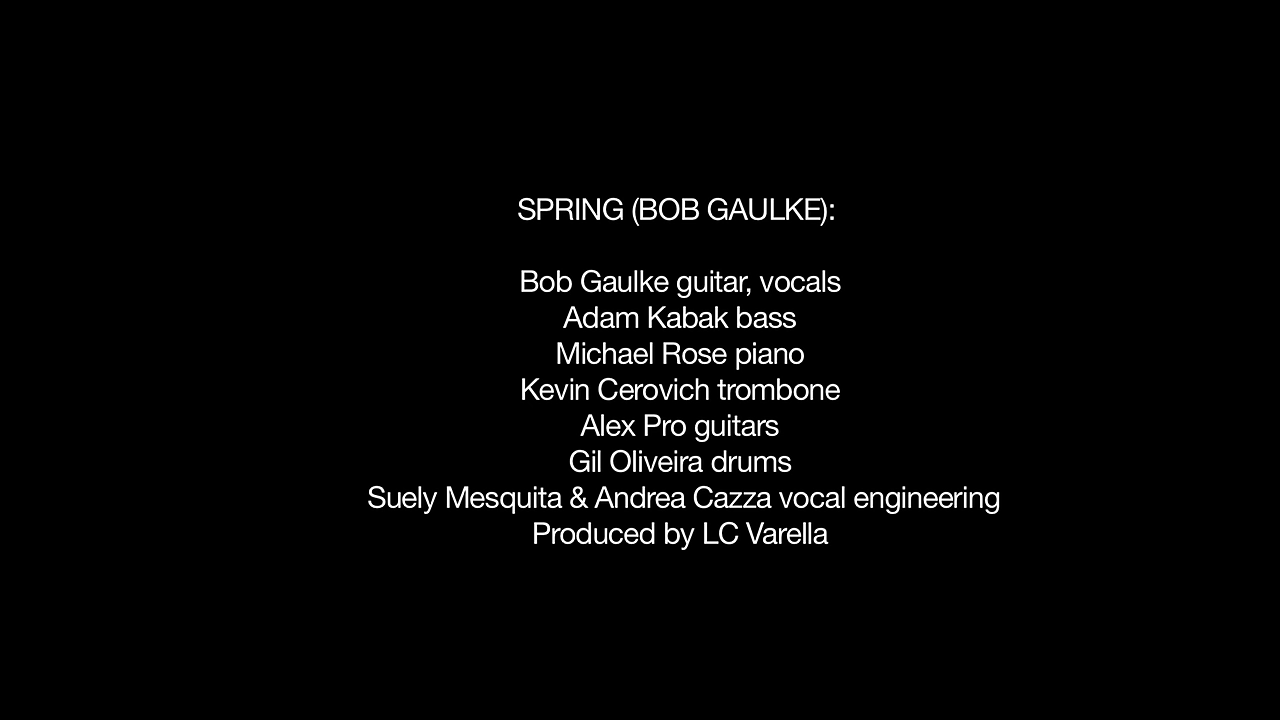 SPRING (BOB GAULKE):
Bob Gaulke guitar, vocals
Adam Kabak bass
Michael Rose piano
Kevin Cerovich trombone
Alex Pro guitars
Gil Oliveira drums
Suely Mesquita & Andrea Cazza vocal engineering
Produced by LC Varella